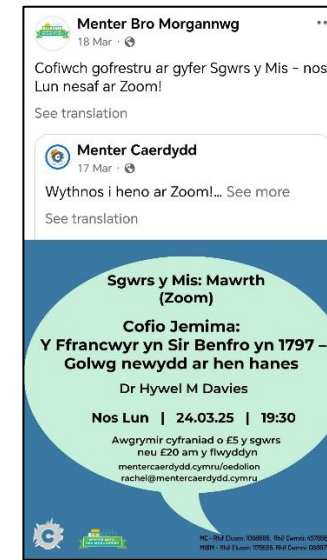 Menter Bro Morgannwg
18 Mar ·
Cofiwch gofrestru ar gyfer Sgwrs y Mis – nos
Lun nesaf ar Zoom!
See translation
Menter Caerdydd
17 Mar ·
Wythnos i heno ar Zoom!... See more
See translation
Sgwrs y Mis: Mawrth
(Zoom)
Cofio Jemima:
Y Ffrancwyr yn Sir Benfro yn 1797 –
Golwg newydd ar hen hanes
Dr Hywel M Davies
Nos Lun | 24.03.25 | 19:30
Awgrymir cyfraniad o £5 y sgwrs
neu £20 am y flwyddyn
mentercaerdydd.cymru/oedolion
rachel@mentercaerdydd.cymru